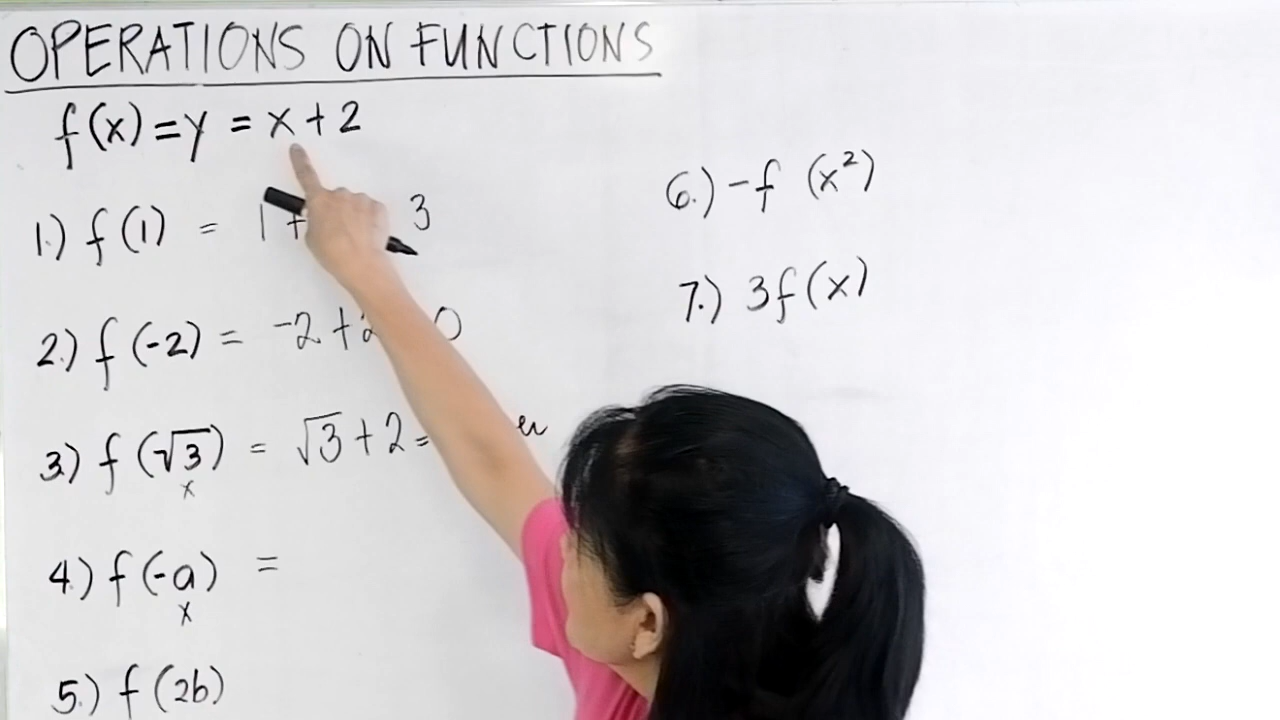 OPERATIONS ON FUNCTIONS
f(x) = y = x + 2
1.) f(1) = 1 + 3
2.) f(-2) = -2 + 2 0
3.) f(√3) = √3 + 2 =
x
4.) f(-a) =
x
5.) f(2b)
6.) -f (x²)
7.) 3f(x)